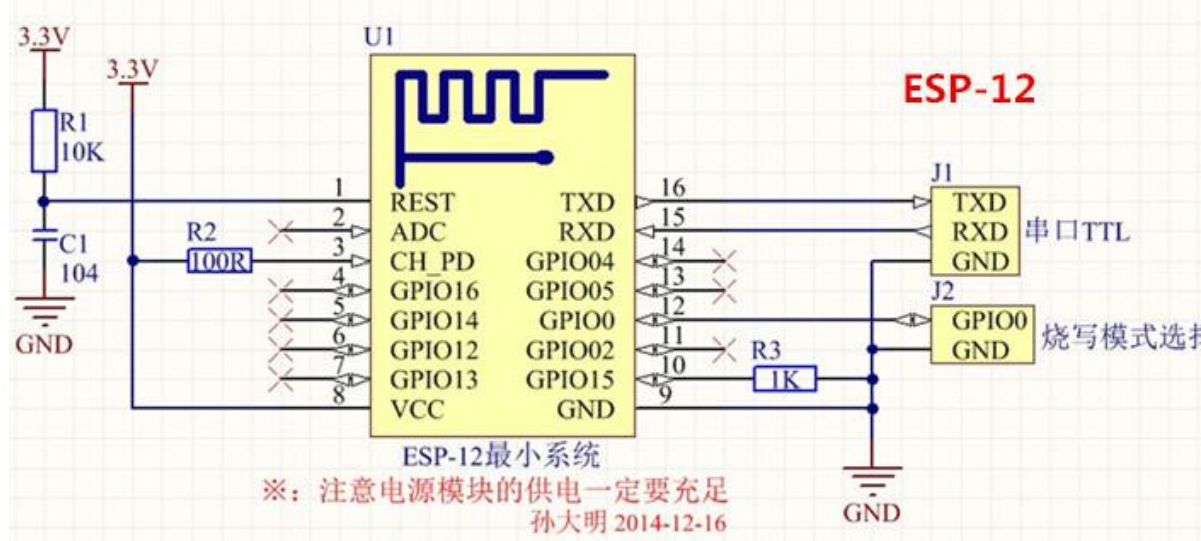 3.3V
3.3V
U1
ESP-12
R1
10K
C1
104
GND
R2
100R
1
2
3
4
5
6
7
8
REST
ADC
CH_PD
GPIO16
GPIO14
GPIO12
GPIO13
VCC
TXD
RXD
GPIO04
GPIO05
GPIO0
GPIO02
GPIO15
GND
16
15
14
13
12
11
10
9
R3
1K
J1
TXD
RXD
GND
串口TTL
J2
GPIO0
GND
烧写模式选择
GND
ESP-12最小系统
※：注意电源模块的供电一定要充足
孙大明 2014-12-16